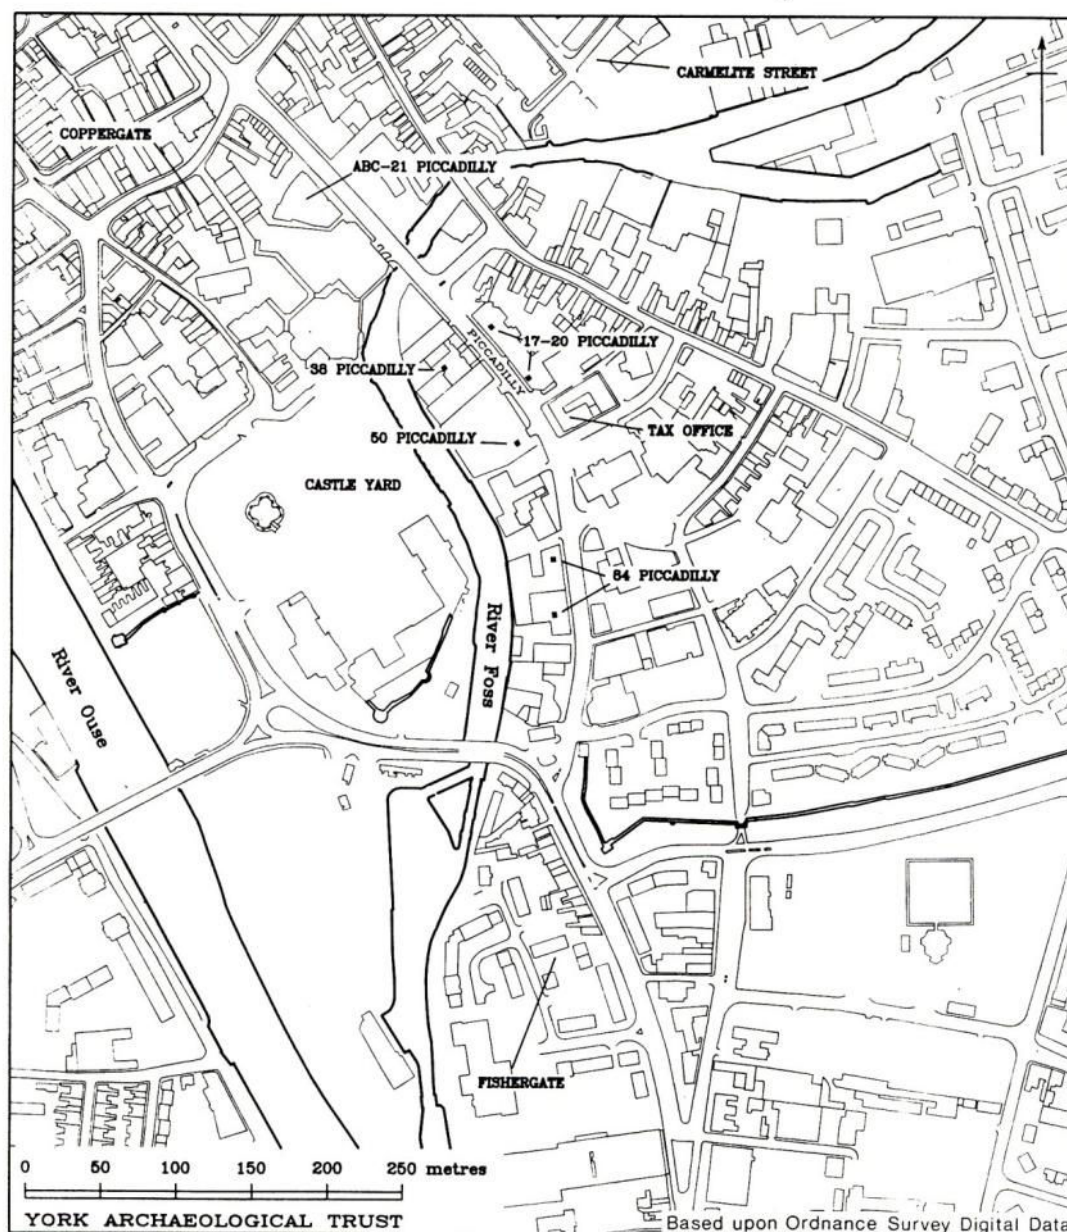 CARMELITE STREET
COPPERGATE
ABC-21 PICCADILLY
PICCADILLY
17-20 PICCADILLY
38 PICCADILLY
TAX OFFICE
50 PICCADILLY
CASTLE YARD
84 PICCADILLY
River Foss
River Ouse
FISHERGATE
0 50 100 150 200 250 metres
YORK ARCHAEOLOGICAL TRUST
Based upon Ordnance Survey Digital Data